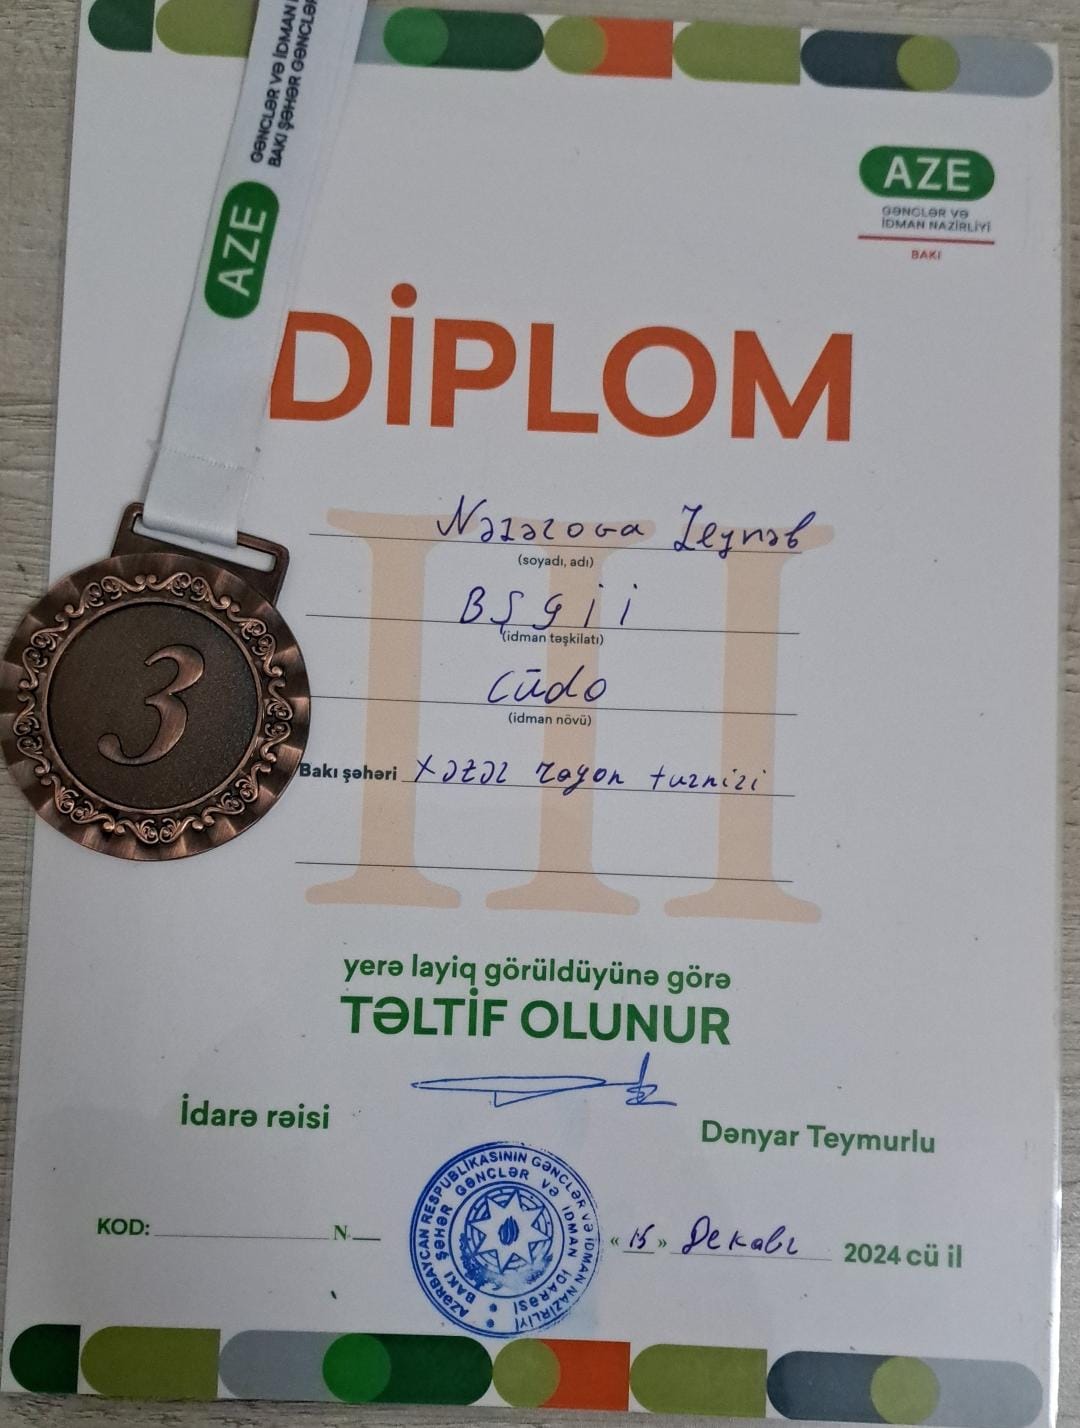 GƏNCLƏR VƏ İDMAN
BAKI ŞƏHƏR GƏNCLƏR
AZE
AZE
GƏNCLƏR VƏ
İDMAN NAZİRLİYİ
BAKI
DİPLOM
III
Nəzərova Zeynəb
(soyadı, adı)
BŞGİİ
(idman təşkilatı)
Cüdo
(idman növü)
3
Bakı şəhəri Xəzər rayon turniri
yerə layiq görüldüyünə görə
TƏLTİF OLUNUR
İdarə rəisi
Dənyar Teymurlu
AZƏRBAYCAN RESPUBLİKASININ GƏNCLƏR VƏ İDMAN NAZİRLİYİ
BAKI ŞƏHƏR GƏNCLƏR VƏ İDMAN İDARƏSİ
KOD: N
« 15 » Dekabr 2024 cü il